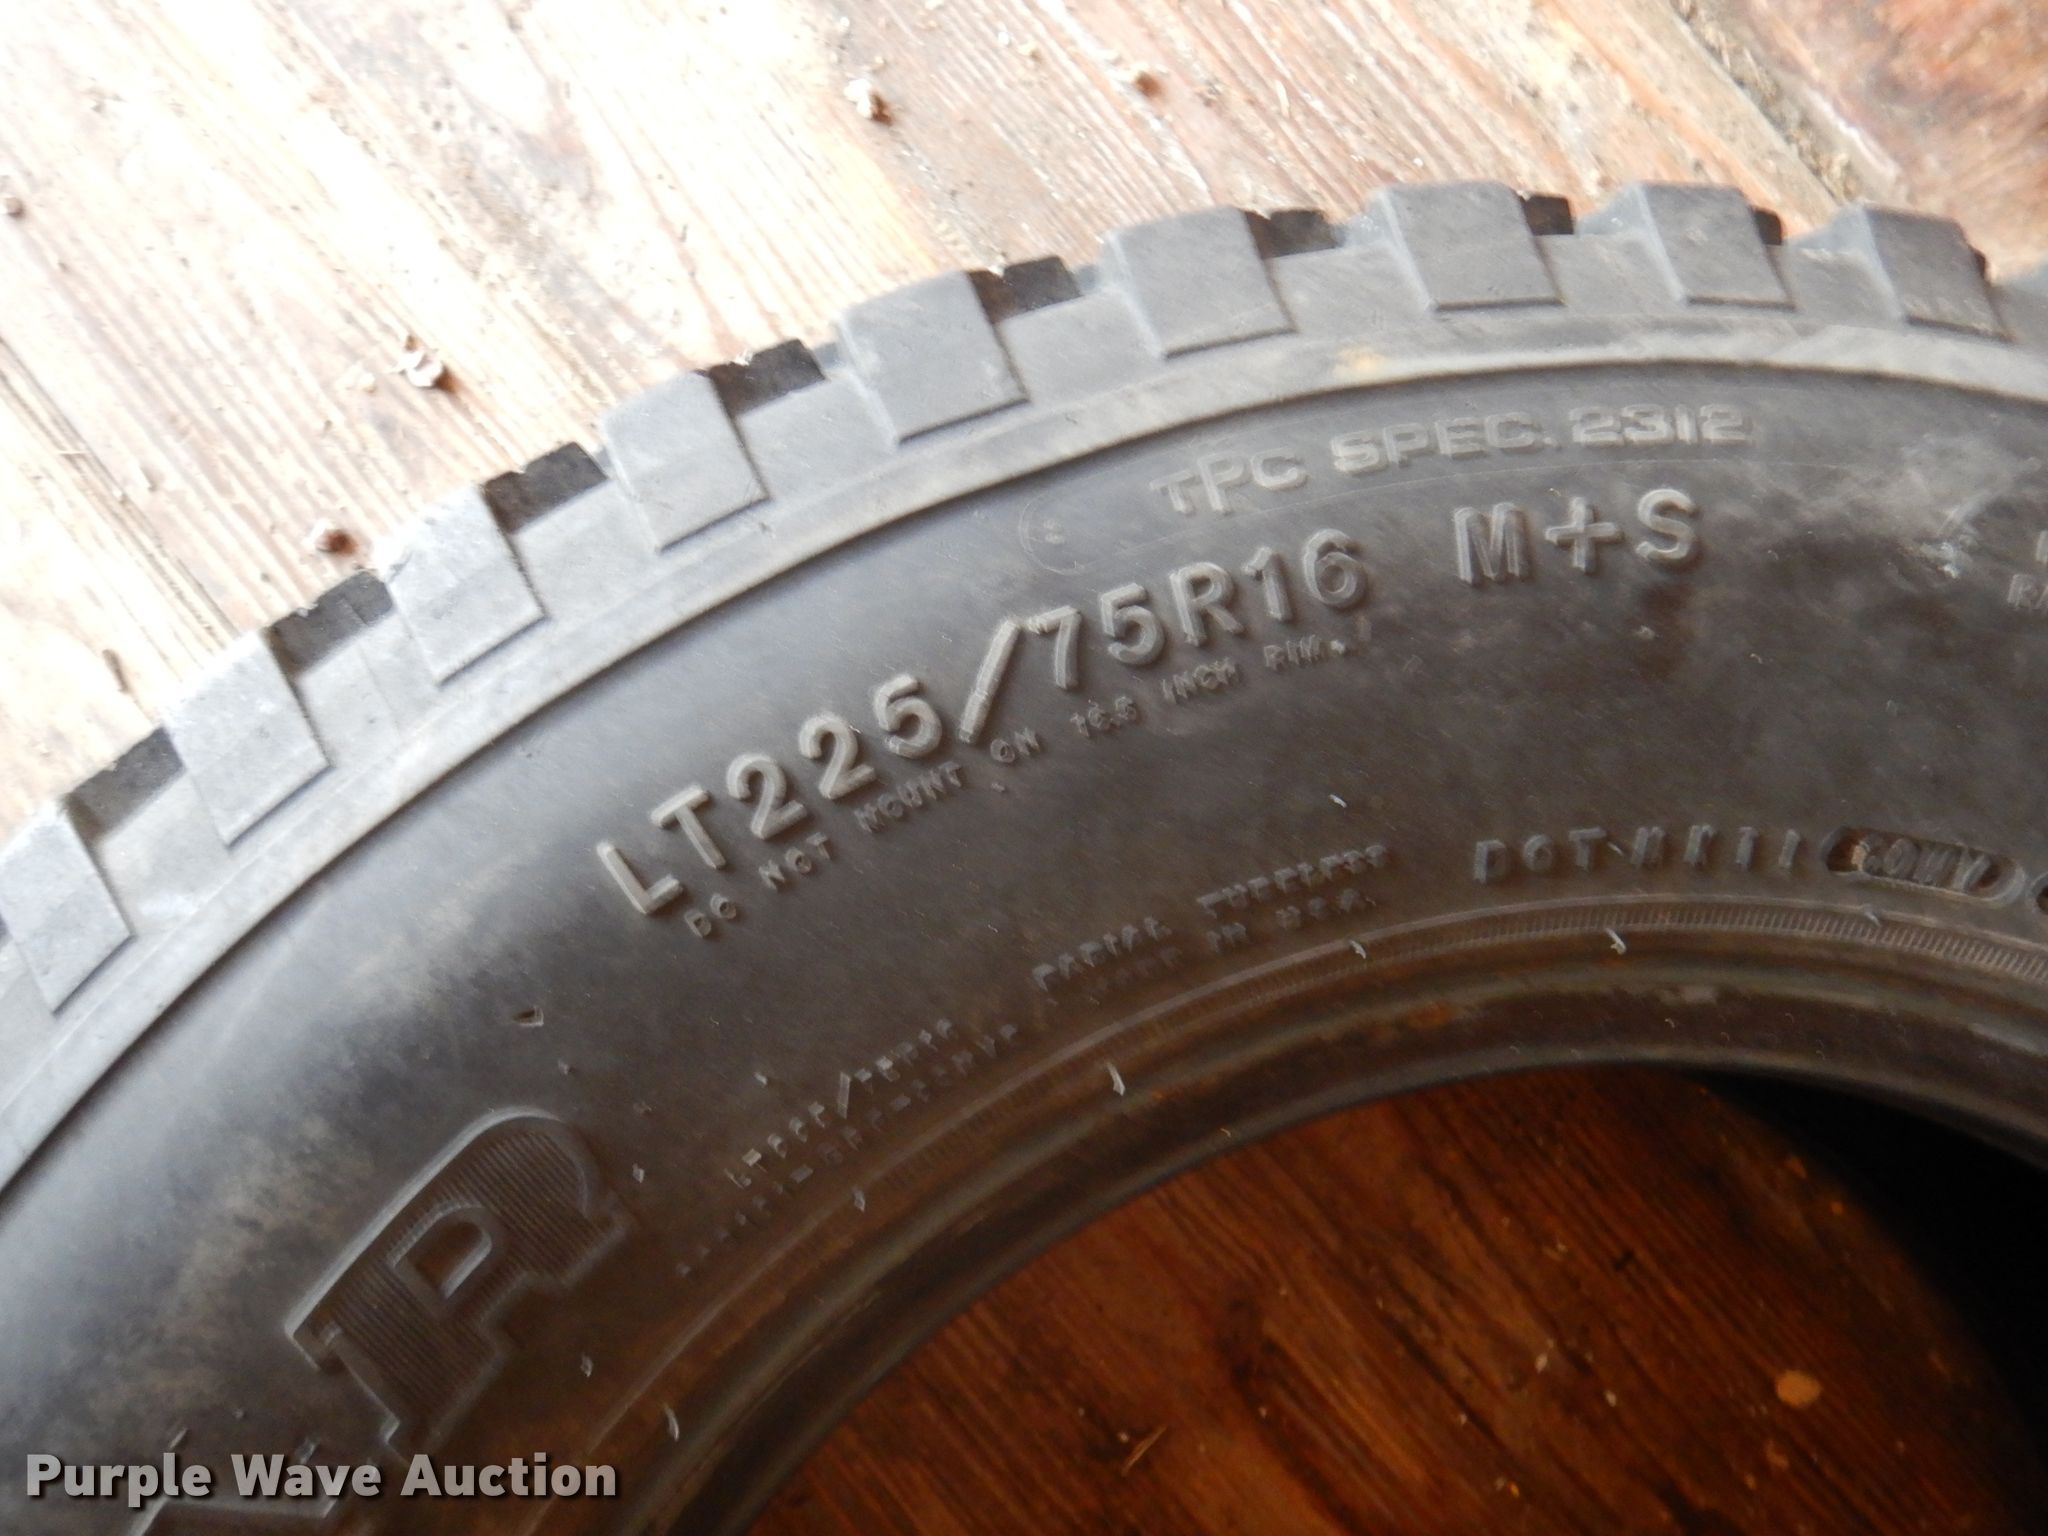 TPC SPEC. 2312
LT225/75R16 M+S
DO NOT MOUNT ON 16.5 INCH RIM.
RADIAL TUBELESS
MADE IN U.S.A.
DOT
P
Purple Wave Auction